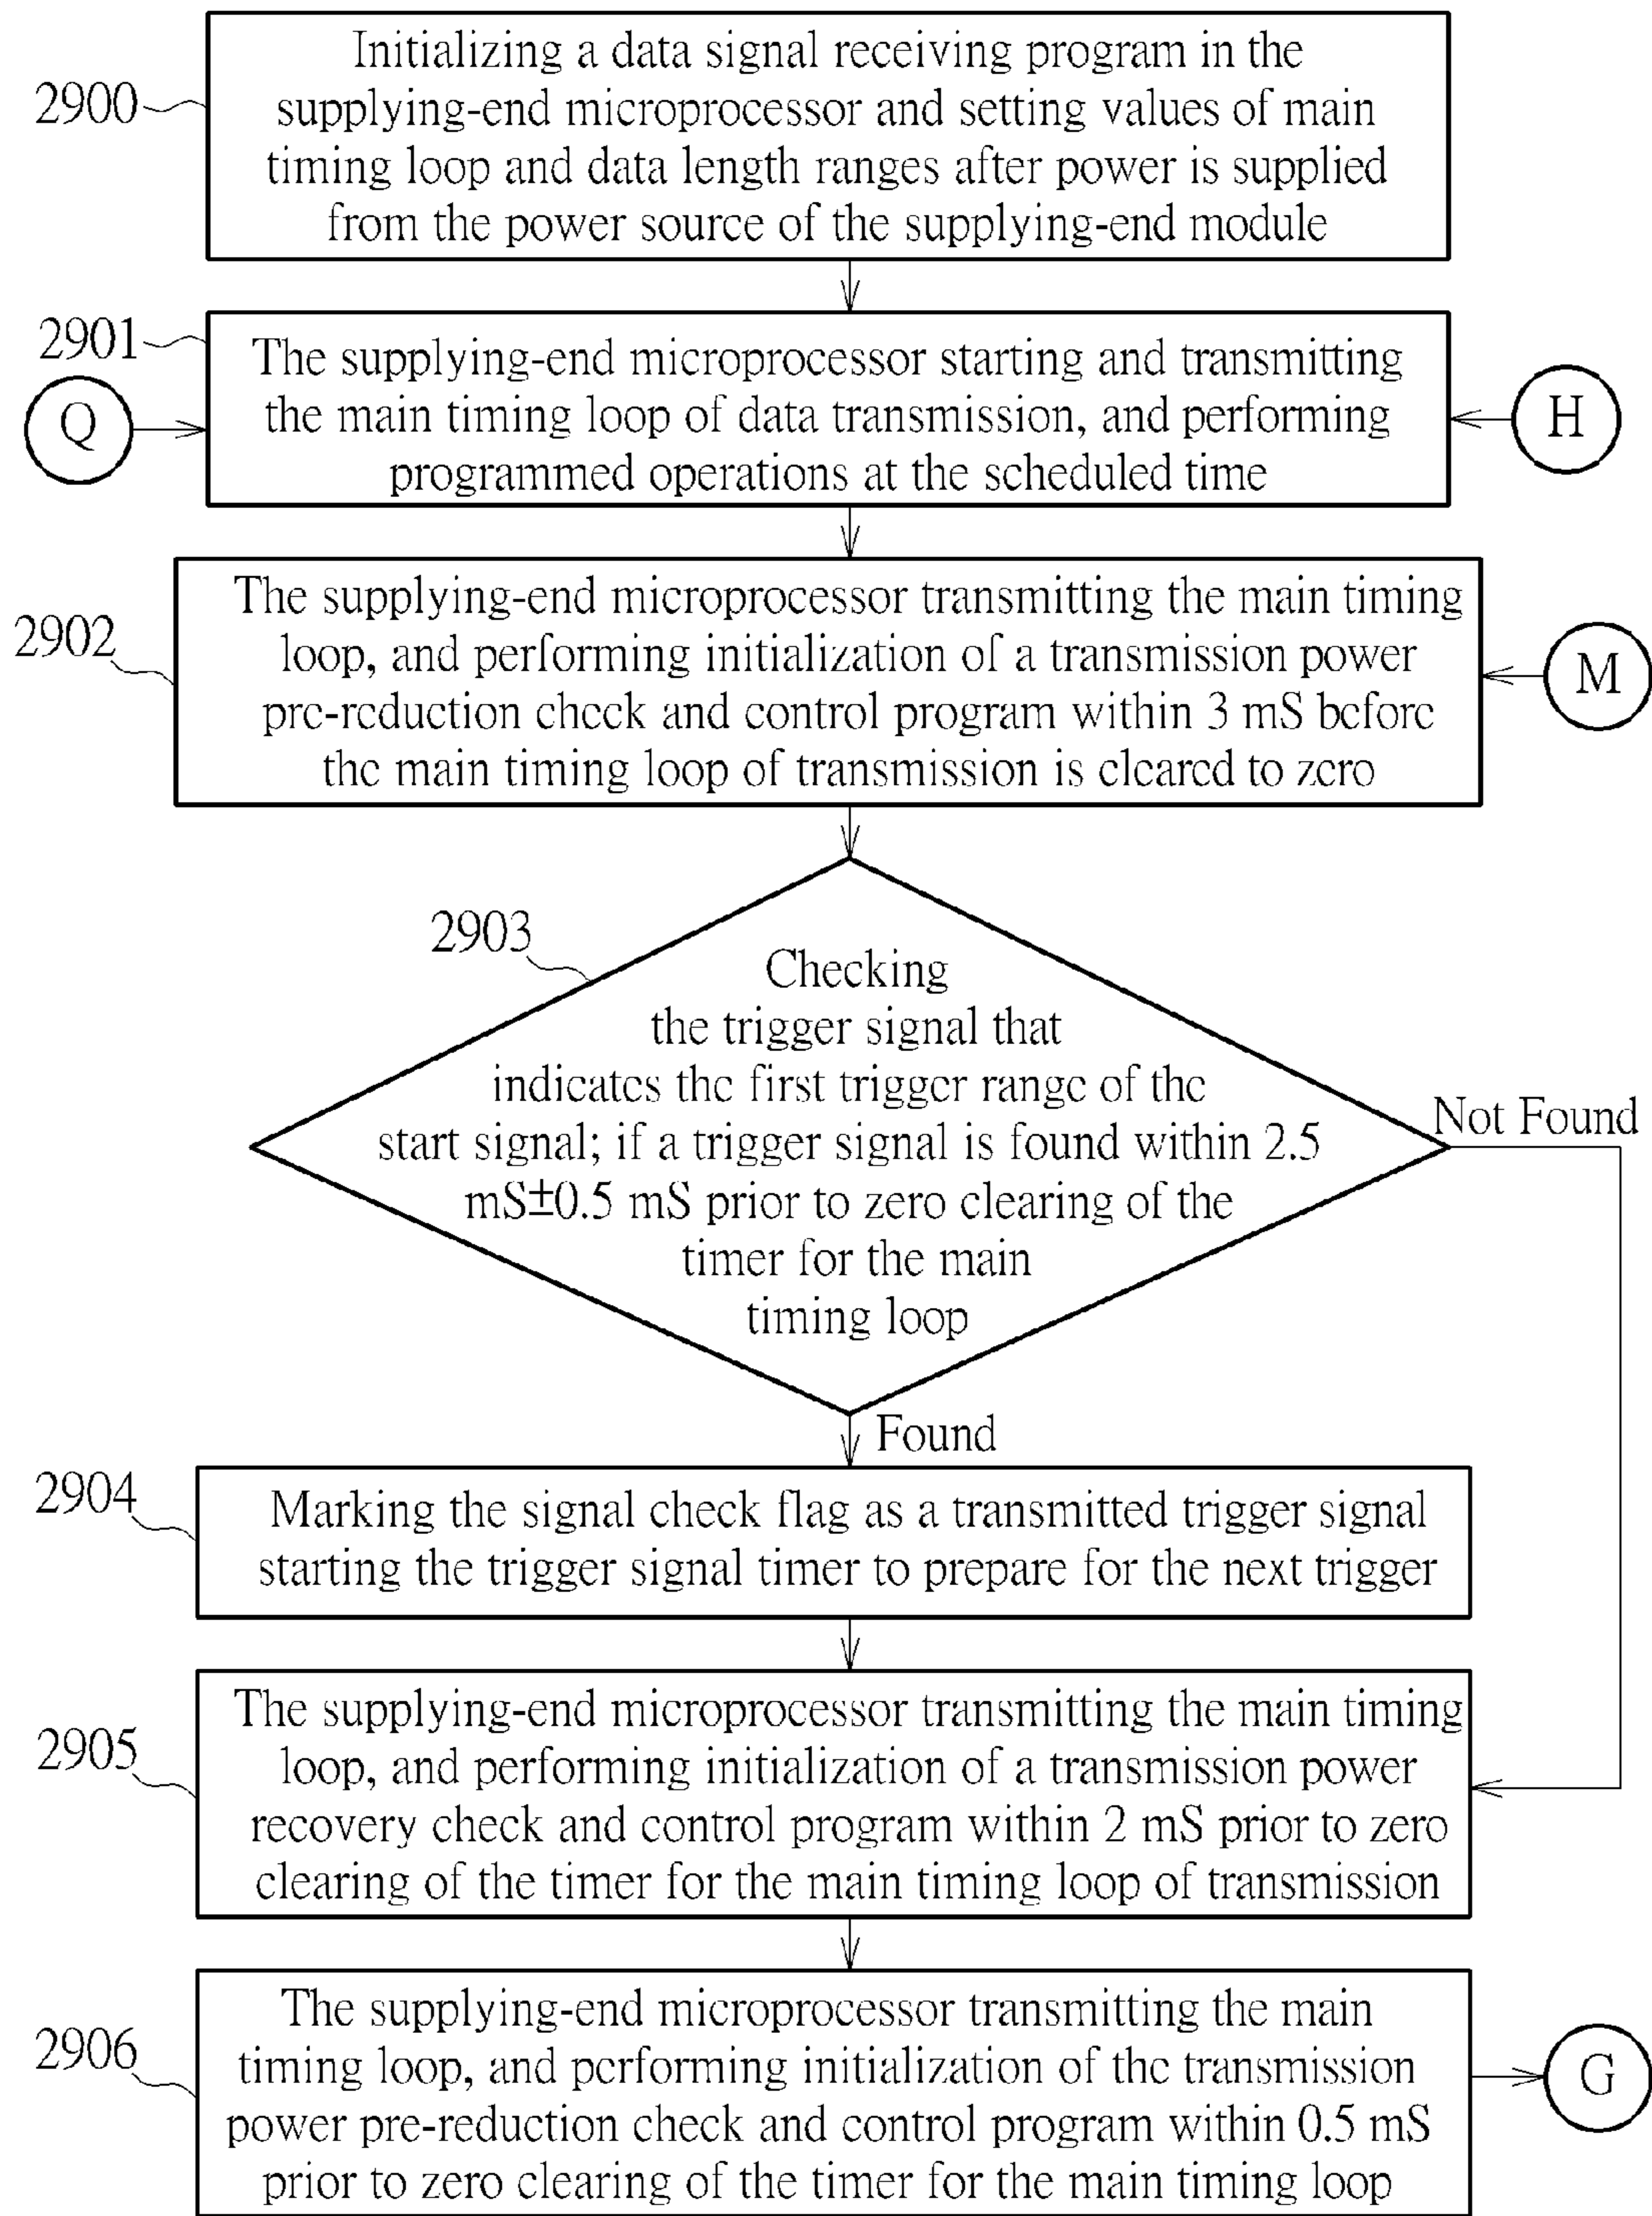 Initializing a data signal receiving program in the
2900
supplying-end microprocessor and setting values of main
timing loop and data length ranges after power is supplied
from the power source of the supplying-end module
2901
The supplying-end microprocessor starting and transmitting
the main timing loop of data transmission, and performing
programmed operations at the scheduled time
Q
H
The supplying-end microprocessor transmitting the main timing
2902
loop, and performing initialization of a transmission power
pre-reduction check and control program within 3 mS before
the main timing loop of transmission is cleared to zero
M
2903
Checking
the trigger signal that
indicates the first trigger range of the
start signal; if a trigger signal is found within 2.5
mS±0.5 mS prior to zero clearing of the
timer for the main
timing loop
Not Found
Found
2904
Marking the signal check flag as a transmitted trigger signal
starting the trigger signal timer to prepare for the next trigger
The supplying-end microprocessor transmitting the main timing
2905
loop, and performing initialization of a transmission power
recovery check and control program within 2 mS prior to zero
clearing of the timer for the main timing loop of transmission
The supplying-end microprocessor transmitting the main
2906
timing loop, and performing initialization of the transmission
power pre-reduction check and control program within 0.5 mS
prior to zero clearing of the timer for the main timing loop
G